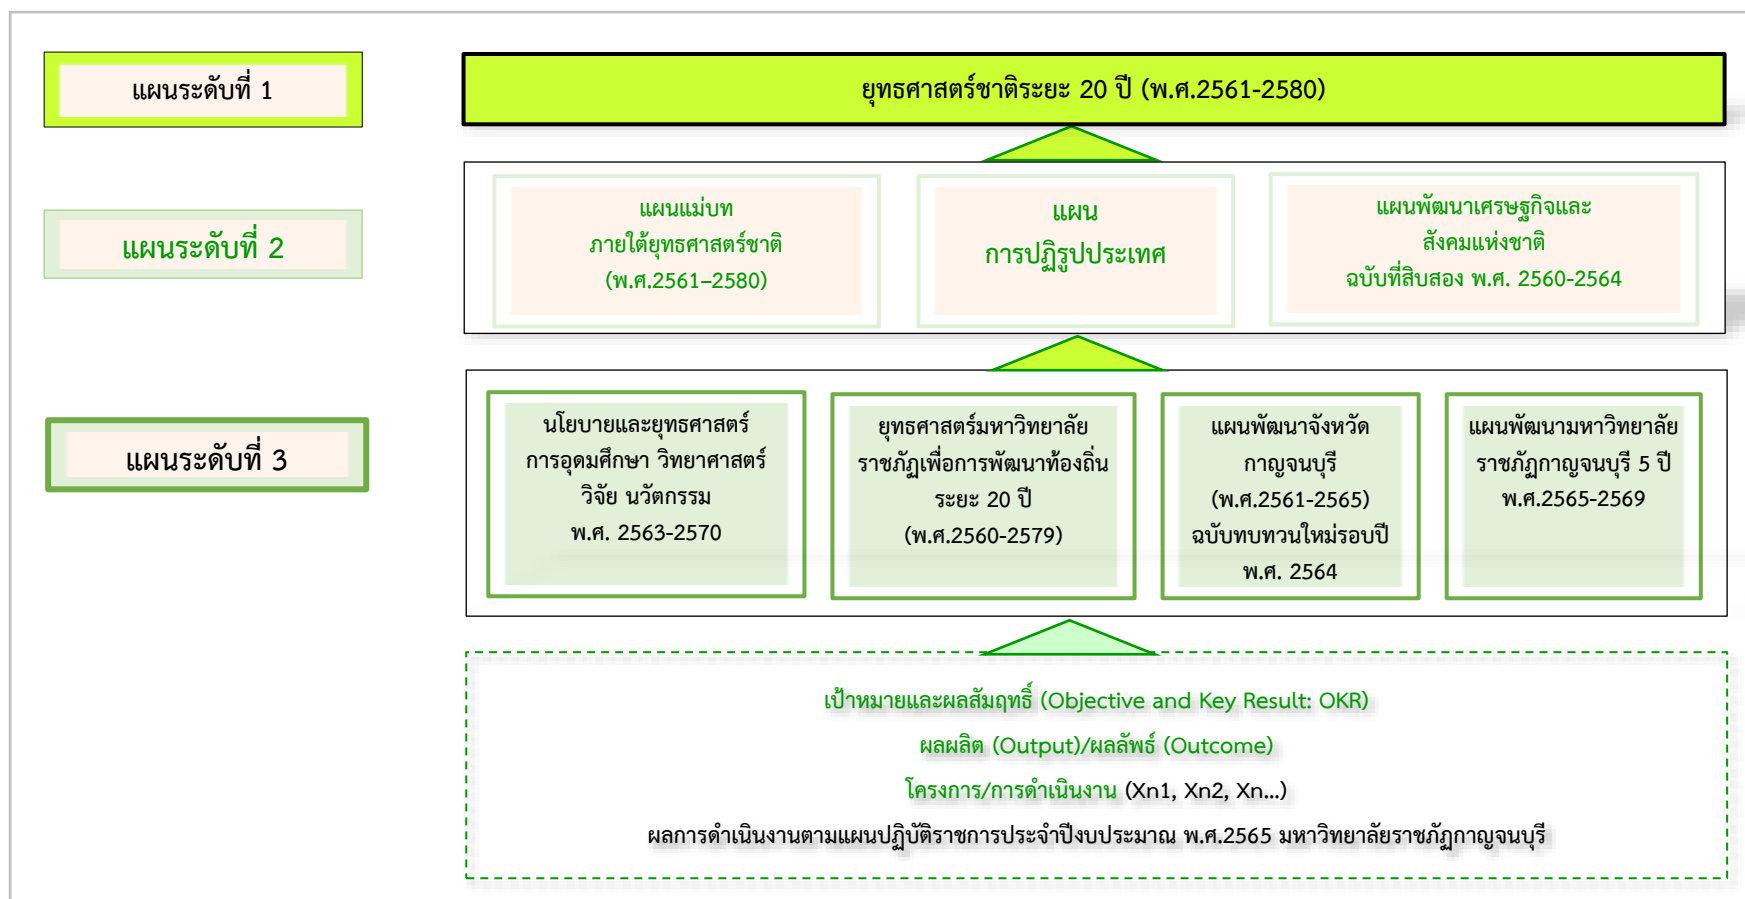 แผนระดับที่ 1
ยุทธศาสตร์ชาติระยะ 20 ปี (พ.ศ.2561-2580)
แผนระดับที่ 2
แผนแม่บท
ภายใต้ยุทธศาสตร์ชาติ
(พ.ศ.2561–2580)
แผน
การปฏิรูปประเทศ
แผนพัฒนาเศรษฐกิจและ
สังคมแห่งชาติ
ฉบับที่สิบสอง พ.ศ. 2560-2564
แผนระดับที่ 3
นโยบายและยุทธศาสตร์
การอุดมศึกษา วิทยาศาสตร์
วิจัย นวัตกรรม
พ.ศ. 2563-2570
ยุทธศาสตร์มหาวิทยาลัย
ราชภัฏเพื่อการพัฒนาท้องถิ่น
ระยะ 20 ปี
(พ.ศ.2560-2579)
แผนพัฒนาจังหวัด
กาญจนบุรี
(พ.ศ.2561-2565)
ฉบับทบทวนใหม่รอบปี
พ.ศ. 2564
แผนพัฒนามหาวิทยาลัย
ราชภัฏกาญจนบุรี 5 ปี
พ.ศ.2565-2569
เป้าหมายและผลสัมฤทธิ์ (Objective and Key Result: OKR)
ผลผลิต (Output)/ผลลัพธ์ (Outcome)
โครงการ/การดำเนินงาน (Xn1, Xn2, Xn...)
ผลการดำเนินงานตามแผนปฏิบัติราชการประจำปีงบประมาณ พ.ศ.2565 มหาวิทยาลัยราชภัฏกาญจนบุรี